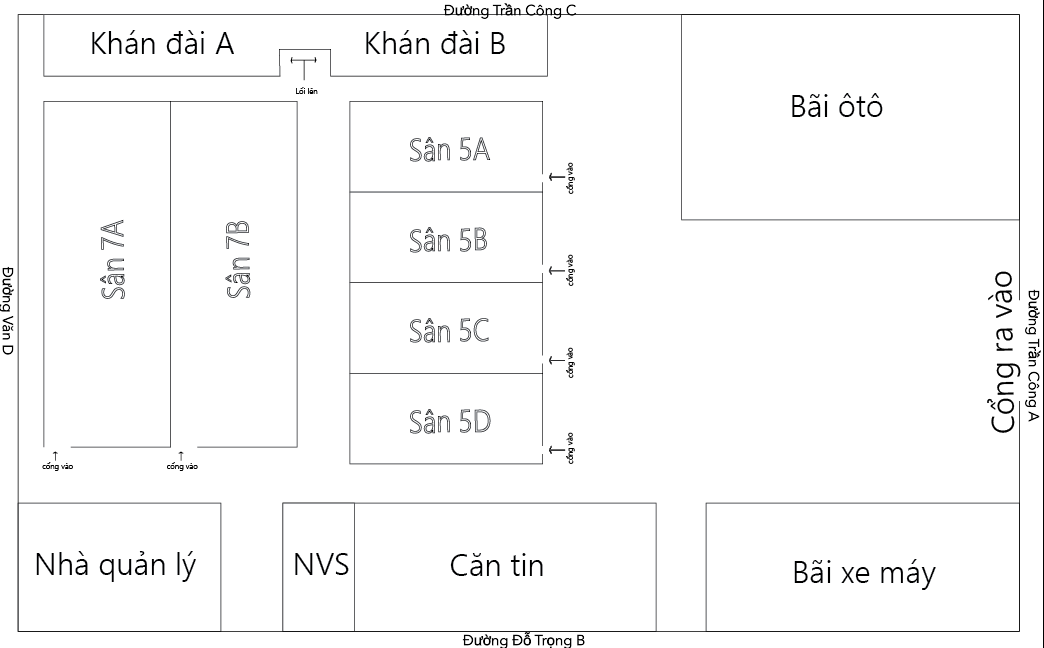 Đường Trần Công C
Khán đài A
Khán đài B
Lối lên
Bãi ôtô
Sân 7A
Sân 7B
Sân 5A
cổng vào
Sân 5B
cổng vào
Sân 5C
cổng vào
Sân 5D
cổng vào
Đường Văn D
Cổng ra vào
Đường Trần Công A
cổng vào
cổng vào
Nhà quản lý
NVS
Căn tin
Bãi xe máy
Đường Đỗ Trọng B